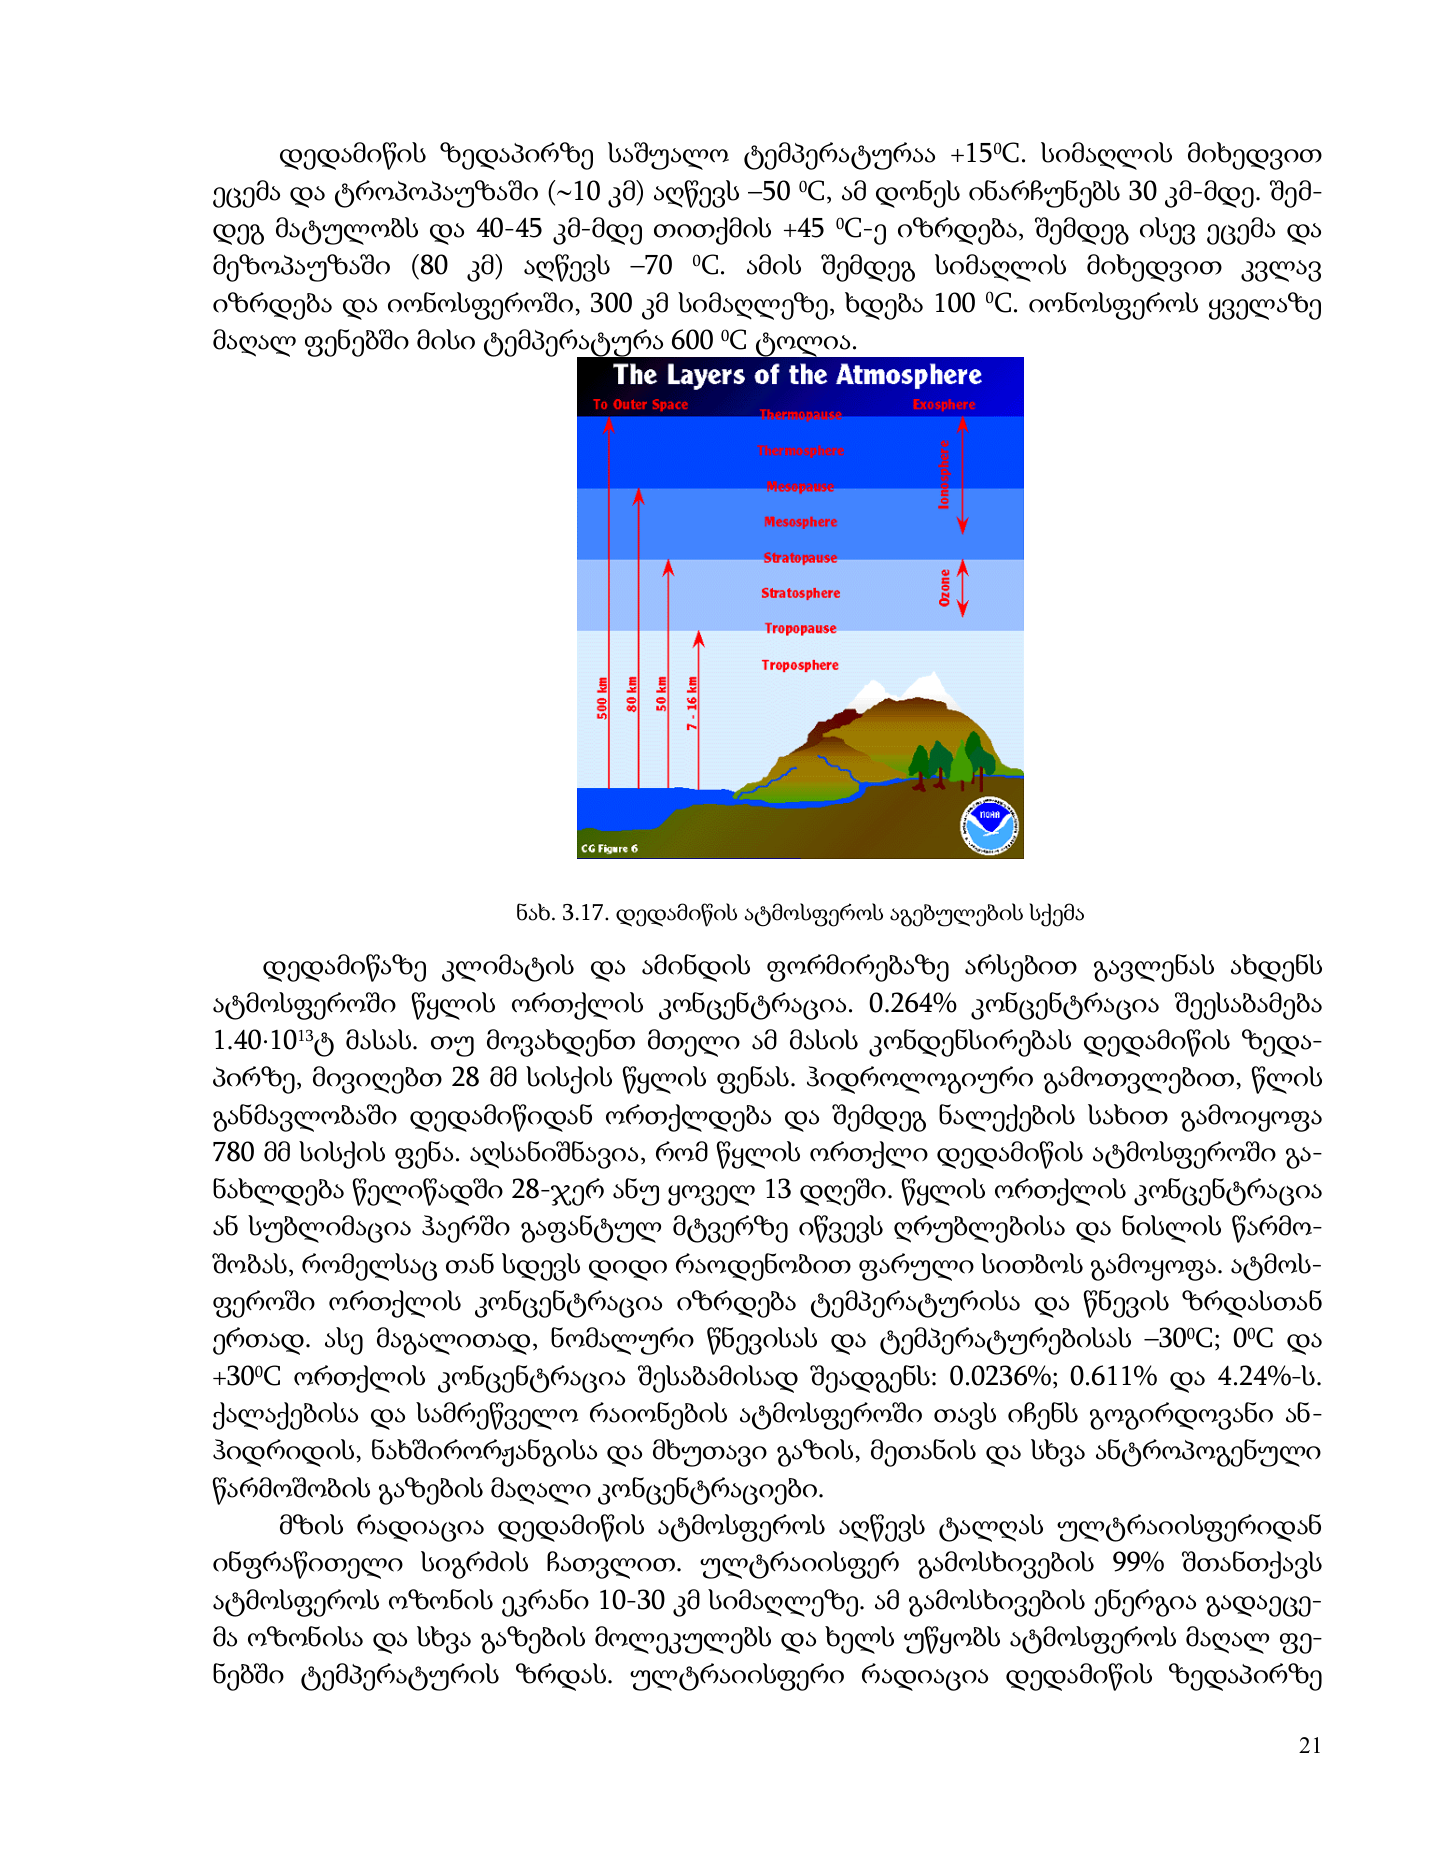 დედამიწის ზედაპირზე საშუალო ტემპერატურაა +15⁰C. სიმაღლის მიხედვით
ეცემა და ტროპოპაუზაში (~10 კმ) აღწევს –50 ⁰C, ამ დონეს ინარჩუნებს 30 კმ-მდე. შემ-
დეგ მატულობს და 40-45 კმ-მდე თითქმის +45 ⁰C-ე იზრდება, შემდეგ ისევ ეცემა და
მეზოპაუზაში (80 კმ) აღწევს –70 ⁰C. ამის შემდეგ სიმაღლის მიხედვით კვლავ
იზრდება და იონოსფეროში, 300 კმ სიმაღლეზე, ხდება 100 ⁰C. იონოსფეროს ყველაზე
მაღალ ფენებში მისი ტემპერატურა 600 ⁰C ტოლია.
The Layers of the Atmosphere
To Outer Space
Exosphere
Thermopause
Thermosphere
Ionosphere
Mesopause
Mesosphere
Stratopause
Stratosphere
Ozone
Tropopause
Troposphere
500 km
80 km
50 km
7 - 16 km
NOAA
CG Figure 6
ნახ. 3.17. დედამიწის ატმოსფეროს აგებულების სქემა
დედამიწაზე კლიმატის და ამინდის ფორმირებაზე არსებით გავლენას ახდენს
ატმოსფეროში წყლის ორთქლის კონცენტრაცია. 0.264% კონცენტრაცია შეესაბამება
1.40·10¹³ტ მასას. თუ მოვახდენთ მთელი ამ მასის კონდენსირებას დედამიწის ზედა-
პირზე, მივიღებთ 28 მმ სისქის წყლის ფენას. ჰიდროლოგიური გამოთვლებით, წლის
განმავლობაში დედამიწიდან ორთქლდება და შემდეგ ნალექების სახით გამოიყოფა
780 მმ სისქის ფენა. აღსანიშნავია, რომ წყლის ორთქლი დედამიწის ატმოსფეროში გა-
ნახლდება წელიწადში 28-ჯერ ანუ ყოველ 13 დღეში. წყლის ორთქლის კონცენტრაცია
ან სუბლიმაცია ჰაერში გაფანტულ მტვერზე იწვევს ღრუბლებისა და ნისლის წარმო-
შობას, რომელსაც თან სდევს დიდი რაოდენობით ფარული სითბოს გამოყოფა. ატმოს-
ფეროში ორთქლის კონცენტრაცია იზრდება ტემპერატურისა და წნევის ზრდასთან
ერთად. ასე მაგალითად, ნომალური წნევისას და ტემპერატურებისას –30⁰C; 0⁰C და
+30⁰C ორთქლის კონცენტრაცია შესაბამისად შეადგენს: 0.0236%; 0.611% და 4.24%-ს.
ქალაქებისა და სამრეწველო რაიონების ატმოსფეროში თავს იჩენს გოგირდოვანი ან-
ჰიდრიდის, ნახშირორჟანგისა და მხუთავი გაზის, მეთანის და სხვა ანტროპოგენული
წარმოშობის გაზების მაღალი კონცენტრაციები.
მზის რადიაცია დედამიწის ატმოსფეროს აღწევს ტალღას ულტრაიისფერიდან
ინფრაწითელი სიგრძის ჩათვლით. ულტრაიისფერ გამოსხივების 99% შთანთქავს
ატმოსფეროს ოზონის ეკრანი 10-30 კმ სიმაღლეზე. ამ გამოსხივების ენერგია გადაეცე-
მა ოზონისა და სხვა გაზების მოლეკულებს და ხელს უწყობს ატმოსფეროს მაღალ ფე-
ნებში ტემპერატურის ზრდას. ულტრაიისფერი რადიაცია დედამიწის ზედაპირზე
21